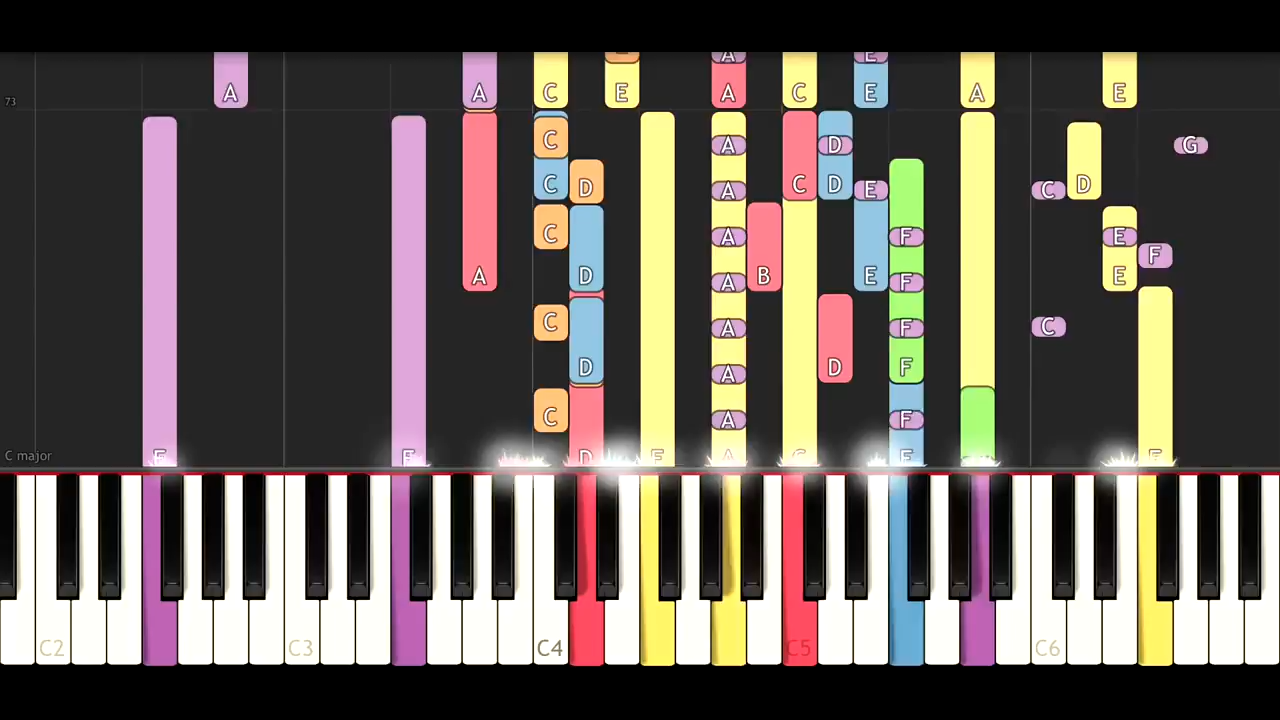 A A C E A A C E E A E
73
C A D G
C D A C D A E C D
C A F E
D F
A B E A F E
C A F C
D A D F
C A F
C major F F D F A C F F
C2 C3 C4 C5 C6